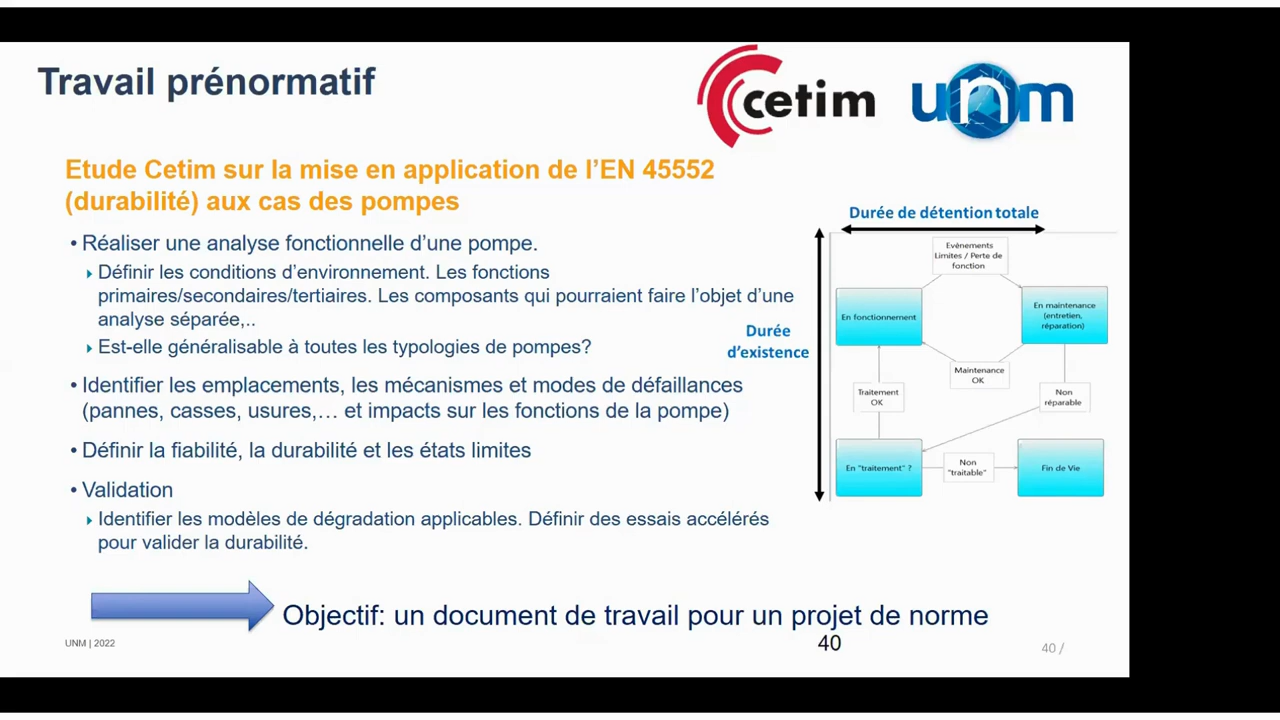 Travail prénormatif
cetim
unm
Etude Cetim sur la mise en application de l’EN 45552
(durabilité) aux cas des pompes
• Réaliser une analyse fonctionnelle d’une pompe.
Définir les conditions d’environnement. Les fonctions
primaires/secondaires/tertiaires. Les composants qui pourraient faire l’objet d’une
analyse séparée,..
Est-elle généralisable à toutes les typologies de pompes?
• Identifier les emplacements, les mécanismes et modes de défaillances
(pannes, casses, usures,… et impacts sur les fonctions de la pompe)
• Définir la fiabilité, la durabilité et les états limites
• Validation
Identifier les modèles de dégradation applicables. Définir des essais accélérés
pour valider la durabilité.
Durée de détention totale
Durée
d’existence
Evènements
Limites / Perte de
fonction
En fonctionnement
En maintenance
(entretien,
réparation)
Maintenance
OK
Traitement
OK
Non
réparable
En "traitement" ?
Non
"traitable"
Fin de Vie
Objectif: un document de travail pour un projet de norme
UNM | 2022
40
40 /